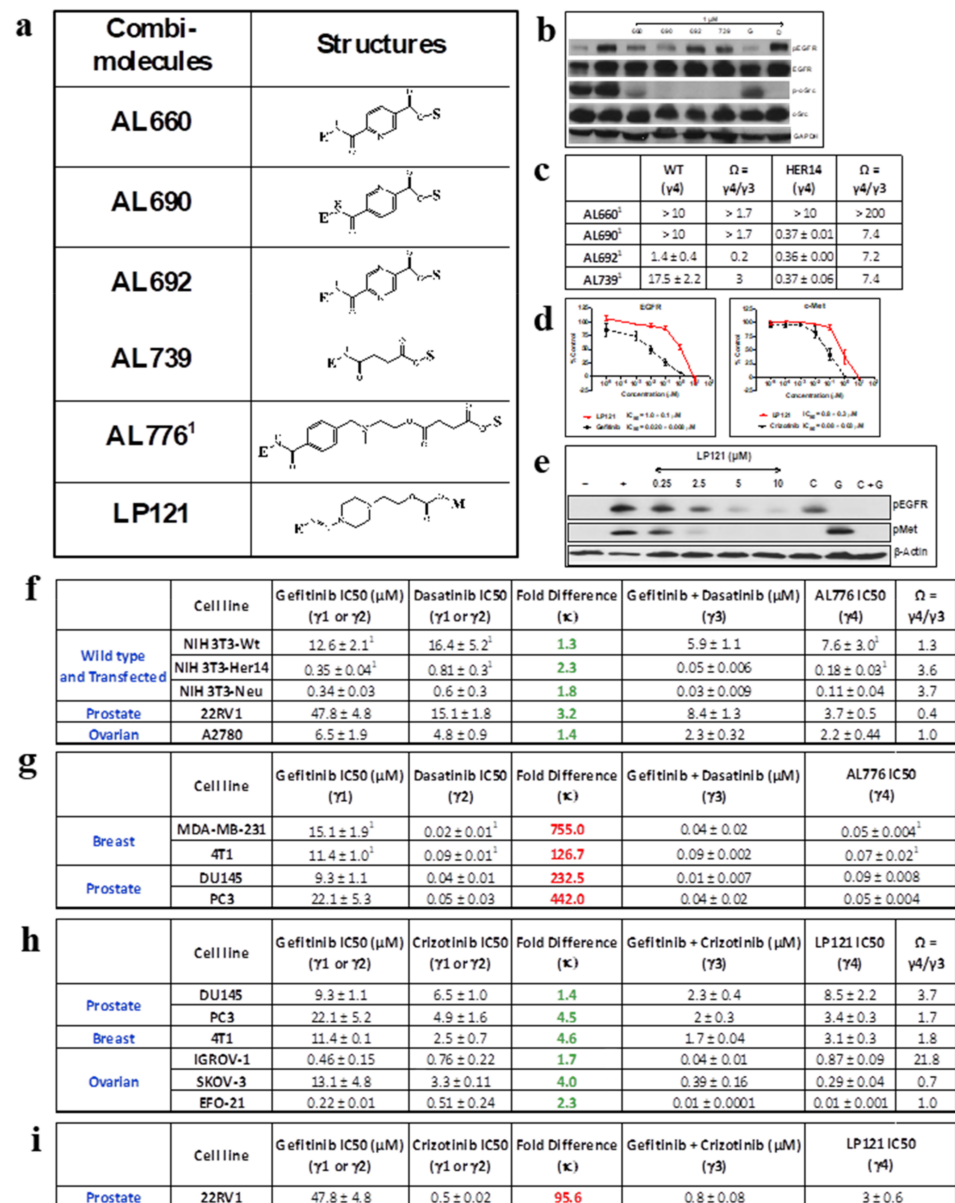 a
Combi-molecules Structures
AL660
AL690
AL692
AL739
AL776¹
LP121
b
1 µM
660 690 692 739 G D
pEGFR
EGFR
p-cSrc
cSrc
GAPDH
c
WT (γ4) Ω = γ4/γ3 HER14 (γ4) Ω = γ4/γ3
AL660¹ > 10 > 1.7 > 10 > 200
AL690¹ > 10 > 1.7 0.37 ± 0.01 7.4
AL692¹ 1.4 ± 0.4 0.2 0.36 ± 0.00 7.2
AL739¹ 17.5 ± 2.2 3 0.37 ± 0.06 7.4
d
EGFR
% Control
Concentration (µM)
LP121
Gefitinib
c-Met
% Control
Concentration (µM)
LP121
Crizotinib
e
LP121 (µM)
– + 0.25 2.5 5 10 C G C + G
pEGFR
pMet
β-Actin
f
Cell line Gefitinib IC50 (µM) (γ1 or γ2) Dasatinib IC50 (γ1 or γ2) Fold Difference (κ) Gefitinib + Dasatinib (µM) (γ3) AL776 IC50 (γ4) Ω = γ4/γ3
Wild type and Transfected
NIH3T3-Wt 12.6 ± 2.1¹ 16.4 ± 5.2¹ 1.3 5.9 ± 1.1 7.6 ± 3.0¹ 1.3
NIH 3T3-Her14 0.35 ± 0.04¹ 0.81 ± 0.3¹ 2.3 0.05 ± 0.006 0.18 ± 0.03¹ 3.6
NIH 3T3-Neu 0.34 ± 0.03 0.6 ± 0.3 1.8 0.03 ± 0.009 0.11 ± 0.04 3.7
Prostate 22RV1 47.8 ± 4.8 15.1 ± 1.8 3.2 8.4 ± 1.3 3.7 ± 0.5 0.4
Ovarian A2780 6.5 ± 1.9 4.8 ± 0.9 1.4 2.3 ± 0.32 2.2 ± 0.44 1.0
g
Cell line Gefitinib IC50 (µM) (γ1) Dasatinib IC50 (γ2) Fold Difference (κ) Gefitinib + Dasatinib (µM) (γ3) AL776 IC50 (γ4)
Breast
MDA-MB-231 15.1 ± 1.9¹ 0.02 ± 0.01¹ 755.0 0.04 ± 0.02 0.05 ± 0.004¹
4T1 11.4 ± 1.0¹ 0.09 ± 0.01¹ 126.7 0.09 ± 0.002 0.07 ± 0.02¹
Prostate
DU145 9.3 ± 1.1 0.04 ± 0.01 232.5 0.01 ± 0.007 0.09 ± 0.008
PC3 22.1 ± 5.3 0.05 ± 0.03 442.0 0.04 ± 0.02 0.05 ± 0.004
h
Cell line Gefitinib IC50 (µM) (γ1 or γ2) Crizotinib IC50 (γ1 or γ2) Fold Difference (κ) Gefitinib + Crizotinib (µM) (γ3) LP121 IC50 (γ4) Ω = γ4/γ3
Prostate
DU145 9.3 ± 1.1 6.5 ± 1.0 1.4 2.3 ± 0.4 8.5 ± 2.2 3.7
PC3 22.1 ± 5.2 4.9 ± 1.6 4.5 2 ± 0.3 3.4 ± 0.3 1.7
Breast 4T1 11.4 ± 0.1 2.5 ± 0.7 4.6 1.7 ± 0.04 3.1 ± 0.3 1.8
Ovarian
IGROV-1 0.46 ± 0.15 0.76 ± 0.22 1.7 0.04 ± 0.01 0.87 ± 0.09 21.8
SKOV-3 13.1 ± 4.8 3.3 ± 0.11 4.0 0.39 ± 0.16 0.29 ± 0.04 0.7
EFO-21 0.22 ± 0.01 0.51 ± 0.24 2.3 0.01 ± 0.0001 0.01 ± 0.001 1.0
i
Cell line Gefitinib IC50 (µM) (γ1 or γ2) Crizotinib IC50 (γ1 or γ2) Fold Difference (κ) Gefitinib + Crizotinib (µM) (γ3) LP121 IC50 (γ4)
Prostate 22RV1 47.8 ± 4.8 0.5 ± 0.02 95.6 0.8 ± 0.08 3 ± 0.6